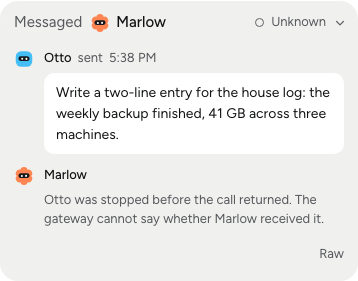 Messaged Marlow Unknown
Otto sent 5:38 PM
Write a two-line entry for the house log: the
weekly backup finished, 41 GB across three
machines.
Marlow
Otto was stopped before the call returned. The
gateway cannot say whether Marlow received it.
Raw